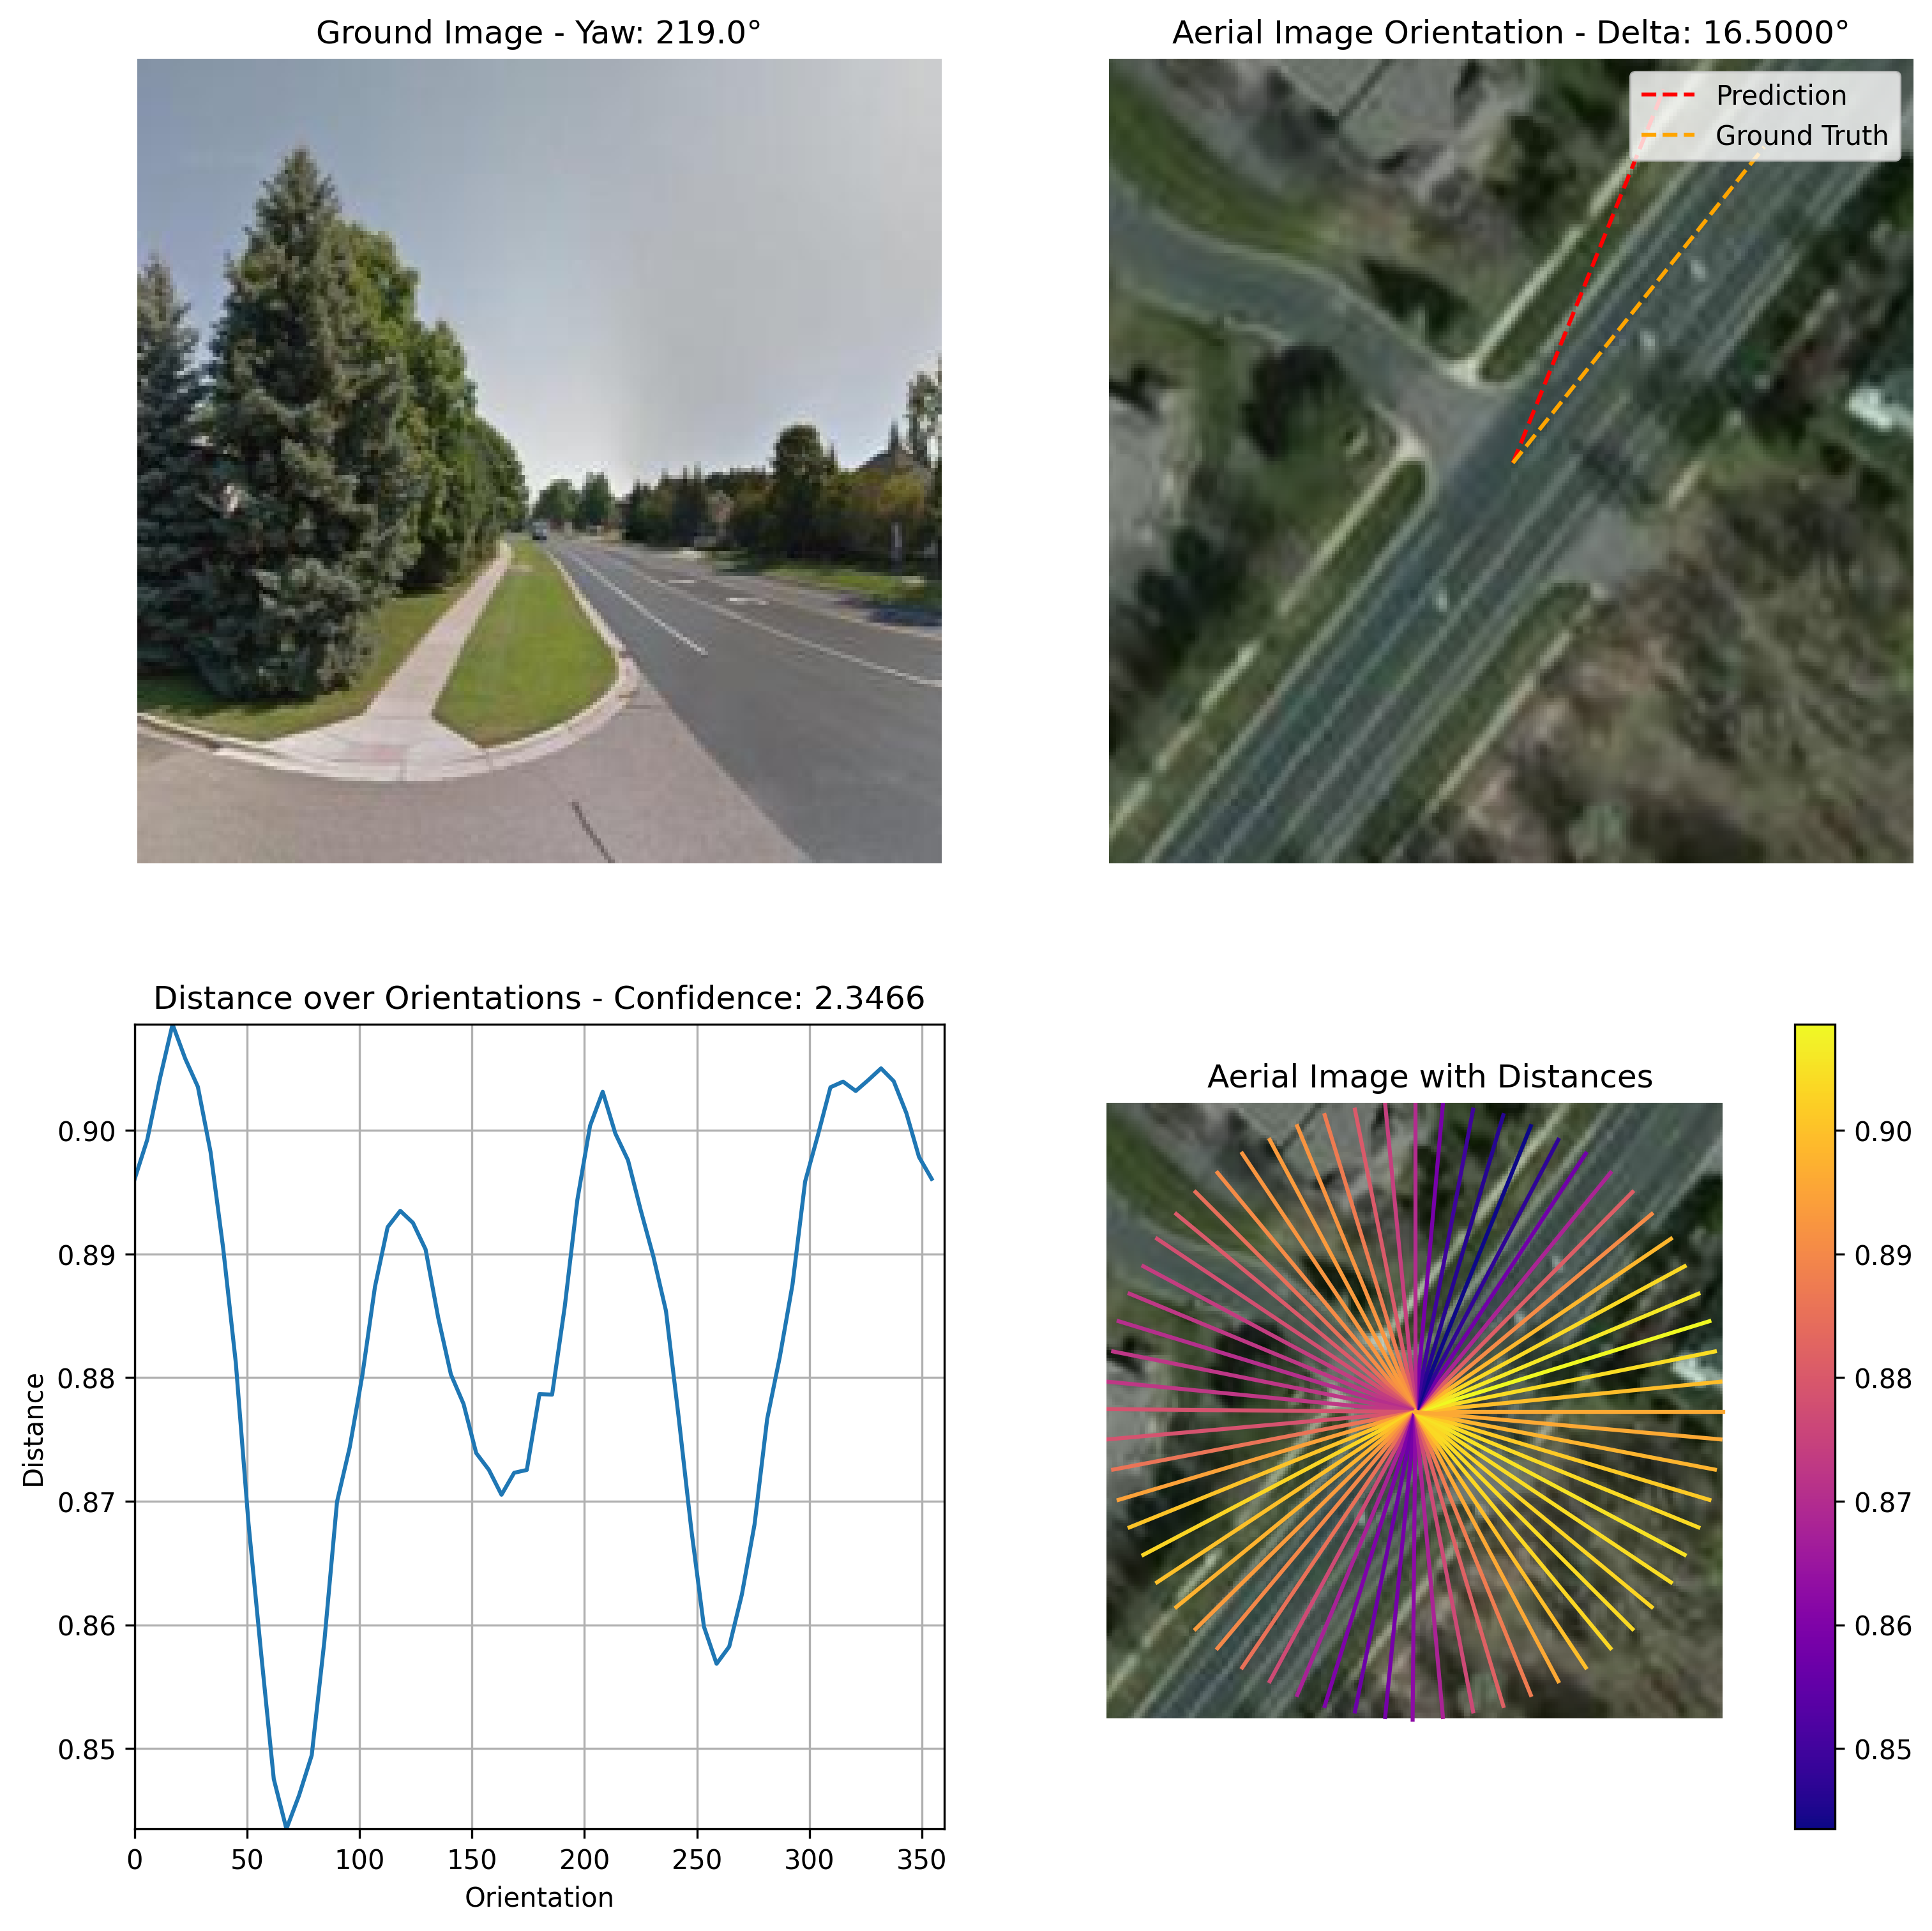 Ground Image - Yaw: 219.0°
Aerial Image Orientation - Delta: 16.5000°
Prediction
Ground Truth
Distance over Orientations - Confidence: 2.3466
Distance
0.90
0.89
0.88
0.87
0.86
0.85
0 50 100 150 200 250 300 350
Orientation
Aerial Image with Distances
0.90
0.89
0.88
0.87
0.86
0.85